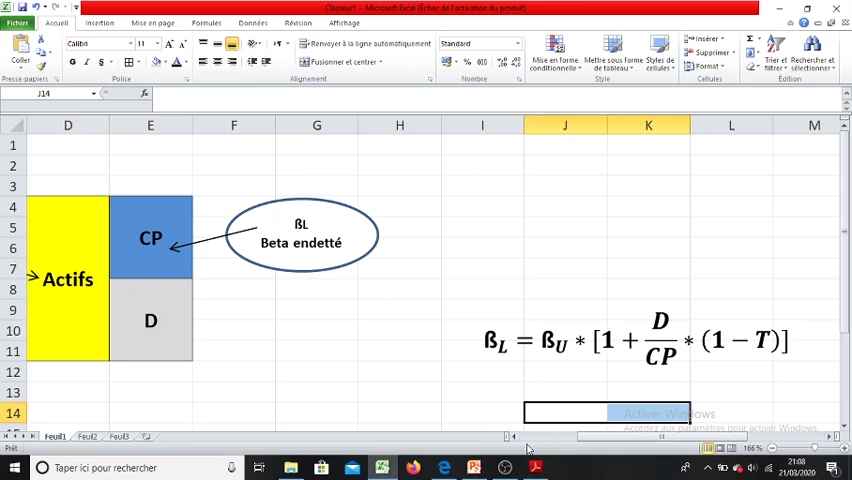 Classeur1 - Microsoft Excel (Échec de l'activation du produit)
Fichier Accueil Insertion Mise en page Formules Données Révision Affichage
Coller
Calibri 11
G I S
Renvoyer à la ligne automatiquement
Fusionner et centrer
Standard
% 000
Mise en forme conditionnelle
Mettre sous forme de tableau
Styles de cellules
Insérer
Supprimer
Format
Trier et filtrer
Rechercher et sélectionner
Presse-papiers Police Alignement Nombre Style Cellules Édition
J14 fx
D E F G H I J K L M
1
2
3
4
5
6
7
8
9
10
11
12
13
14
Actifs
CP
D
ßL
Beta endetté
ß_L = ß_U * [1 + D/CP * (1 − T)]
Activer Windows
Accédez aux paramètres pour activer Windows.
Feuil1 Feuil2 Feuil3
Prêt
166 %
Taper ici pour rechercher
21:08
21/03/2020